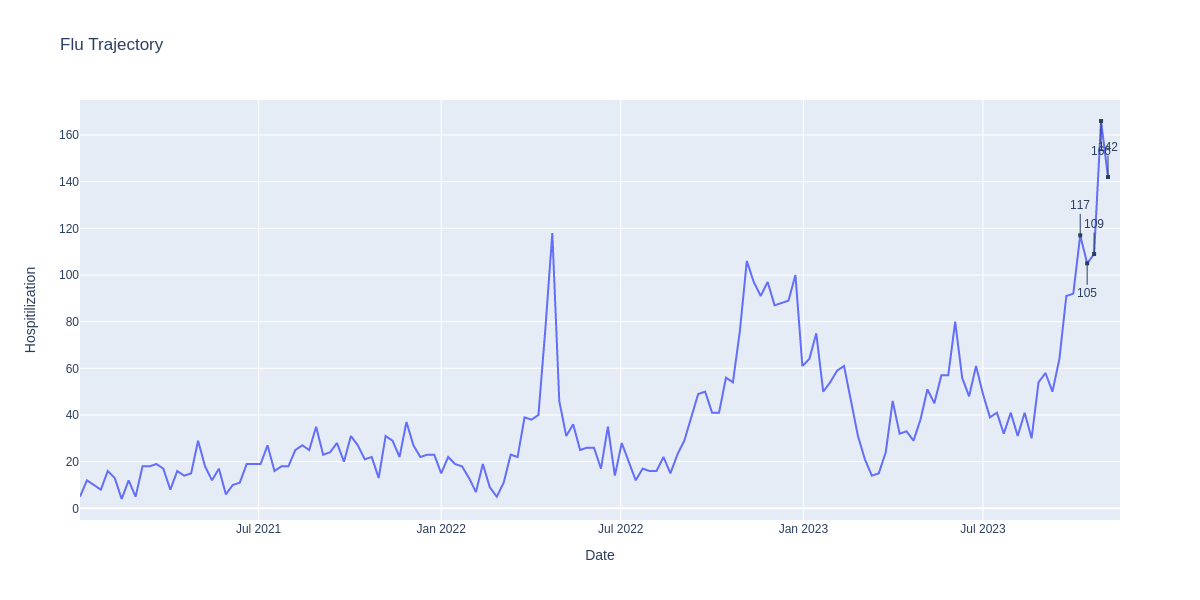 Flu Trajectory
Hospitilization
160
140
120
100
80
60
40
20
0
117
105
109
166
142
Jul 2021
Jan 2022
Jul 2022
Jan 2023
Jul 2023
Date